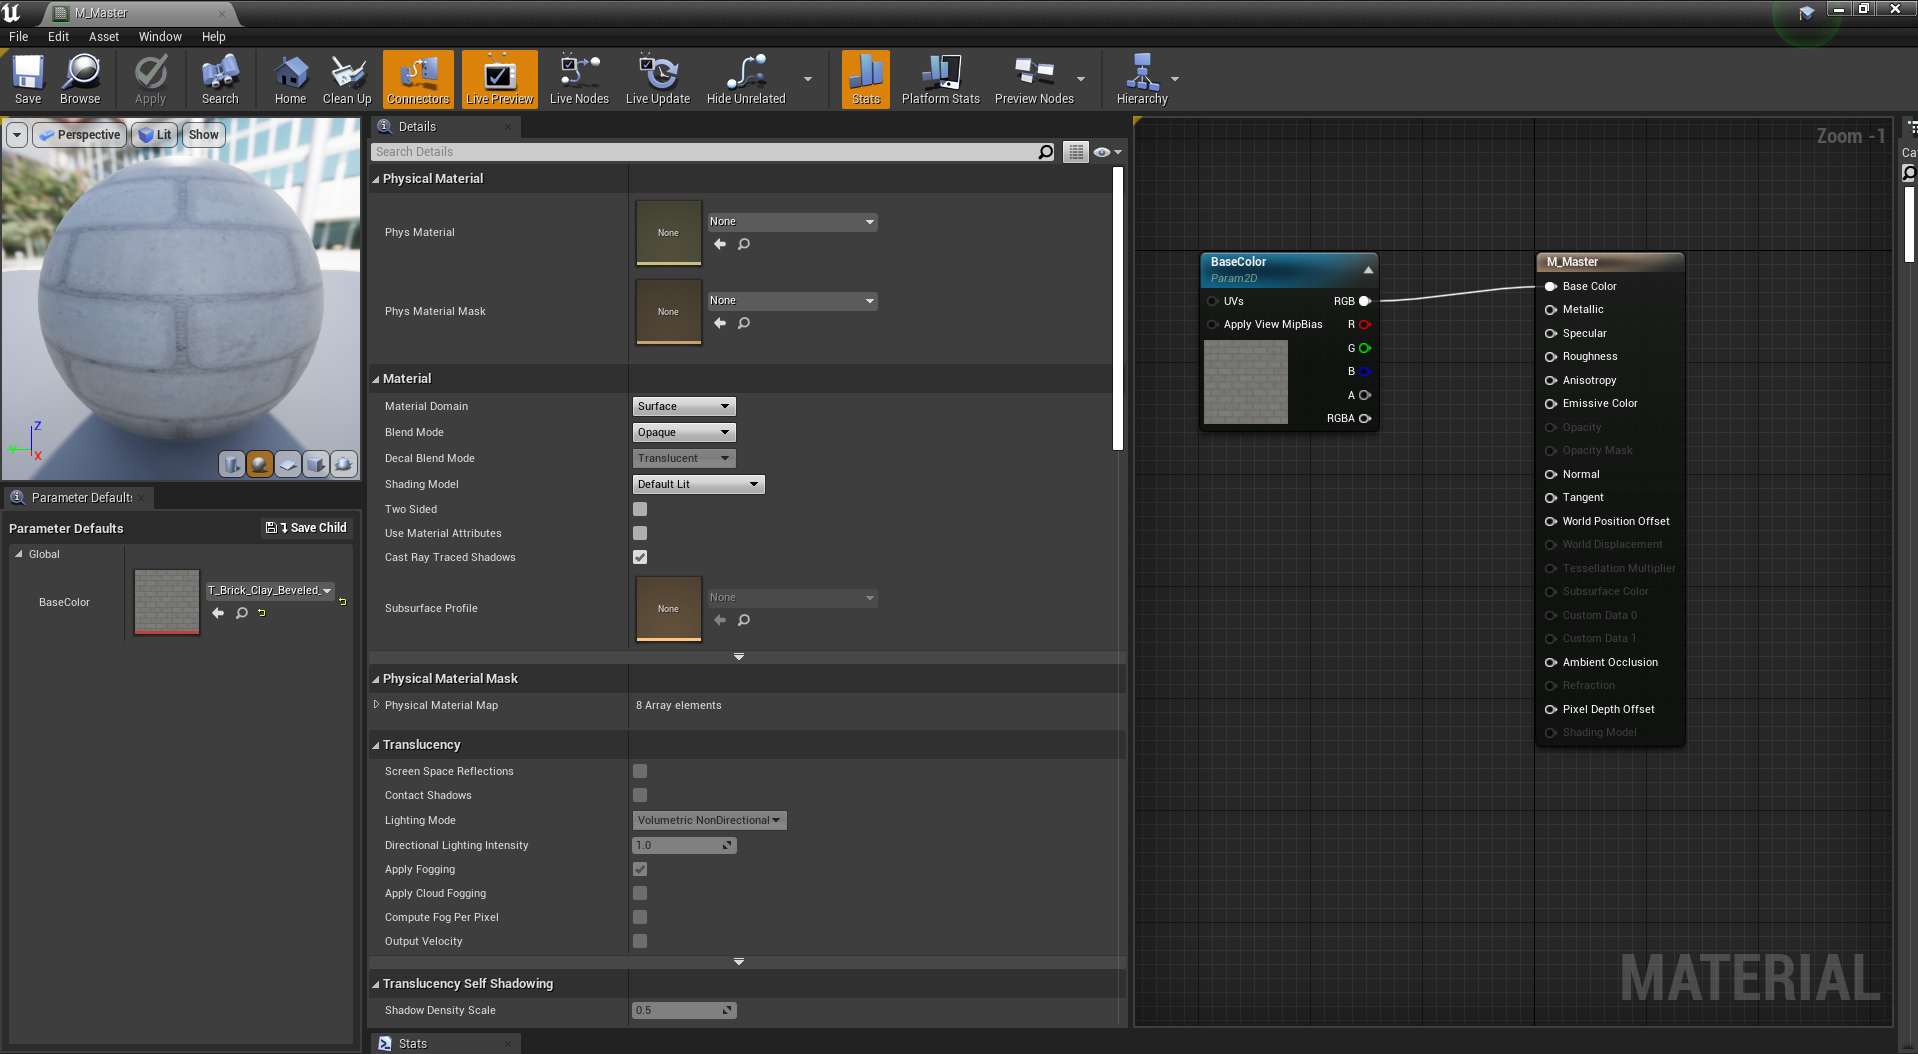 M_Master
File Edit Asset Window Help
Save Browse Apply Search Home Clean Up Connectors Live Preview Live Nodes Live Update Hide Unrelated Stats Platform Stats Preview Nodes Hierarchy
Perspective Lit Show
Z
Y
X
Parameter Defaults
Parameter Defaults
Save Child
Global
BaseColor
T_Brick_Clay_Beveled_
Details
Search Details
Physical Material
Phys Material
None
None
Phys Material Mask
None
None
Material
Material Domain Surface
Blend Mode Opaque
Decal Blend Mode Translucent
Shading Model Default Lit
Two Sided
Use Material Attributes
Cast Ray Traced Shadows
Subsurface Profile
None
None
Physical Material Mask
Physical Material Map 8 Array elements
Translucency
Screen Space Reflections
Contact Shadows
Lighting Mode Volumetric NonDirectional
Directional Lighting Intensity 1.0
Apply Fogging
Apply Cloud Fogging
Compute Fog Per Pixel
Output Velocity
Translucency Self Shadowing
Shadow Density Scale 0.5
Stats
Zoom -1
BaseColor
Param2D
UVs RGB
Apply View MipBias R
G
B
A
RGBA
M_Master
Base Color
Metallic
Specular
Roughness
Anisotropy
Emissive Color
Opacity
Opacity Mask
Normal
Tangent
World Position Offset
World Displacement
Tessellation Multiplier
Subsurface Color
Custom Data 0
Custom Data 1
Ambient Occlusion
Refraction
Pixel Depth Offset
Shading Model
MATERIAL
Ca